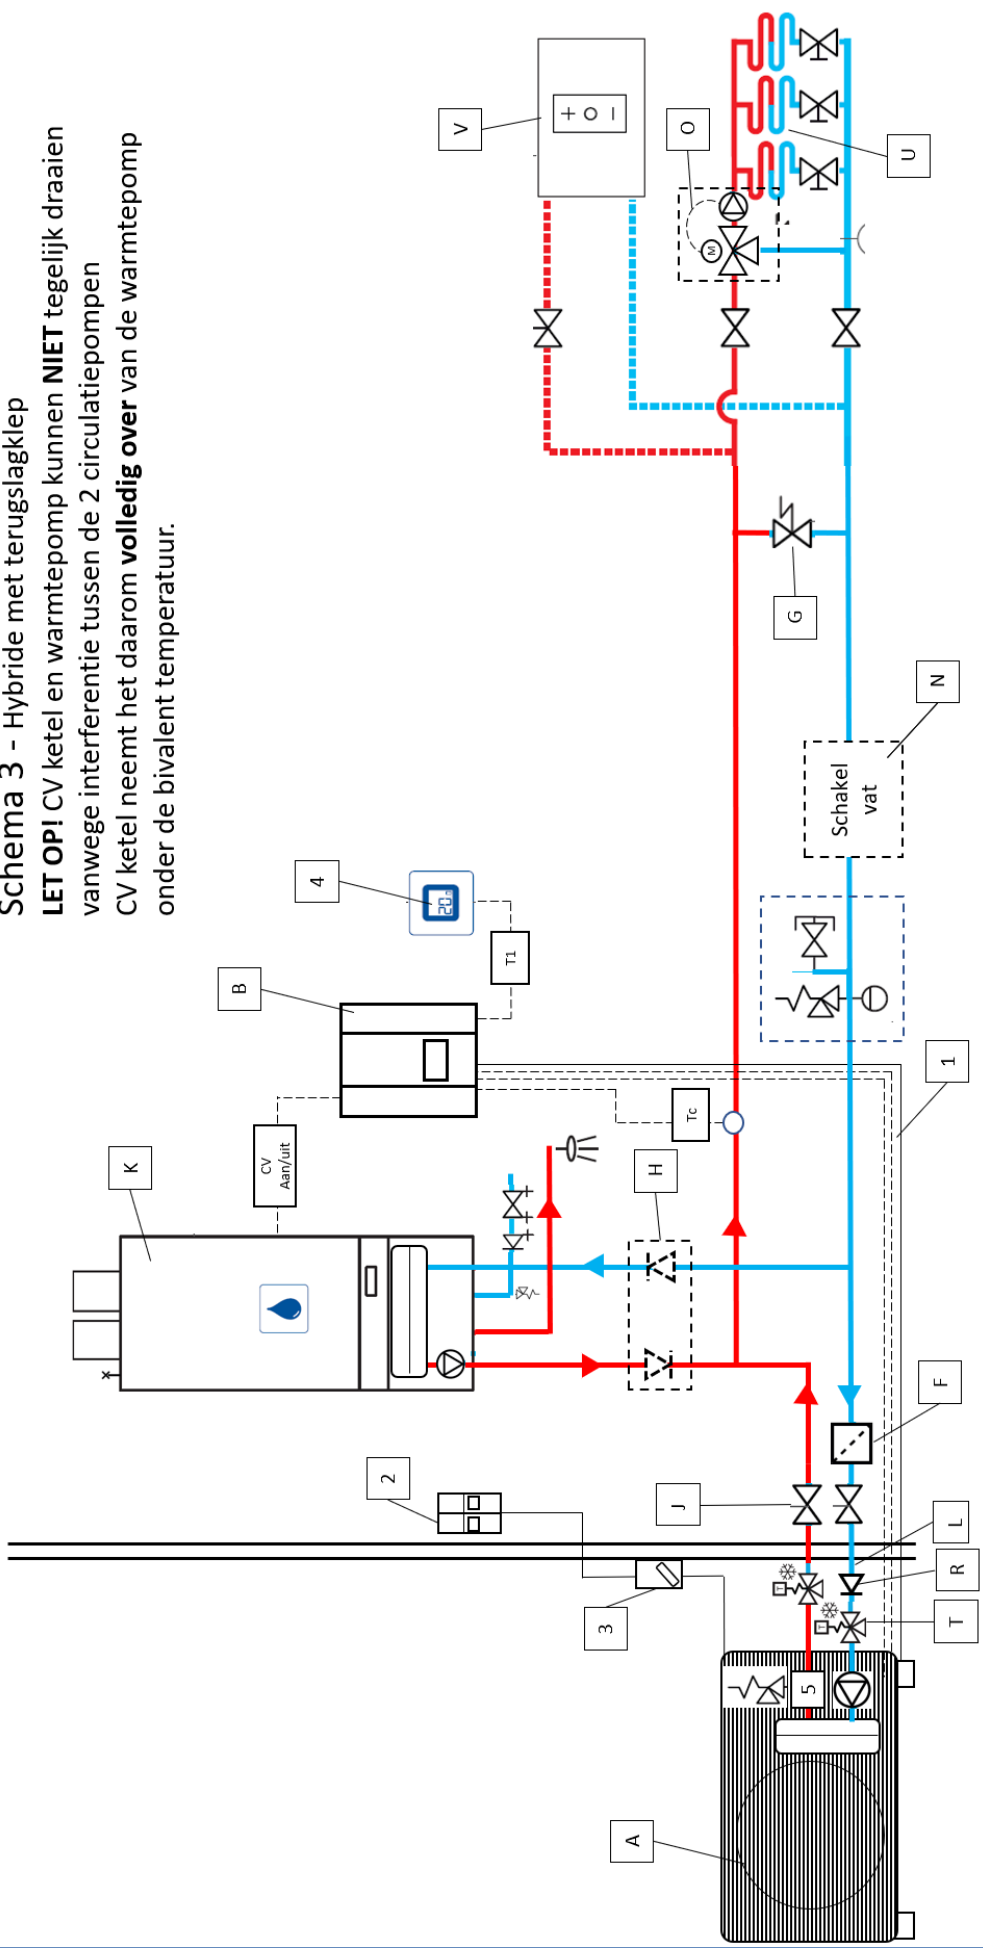 Schema 3 - Hybride met terugslagklep
LET OP! CV ketel en warmtepomp kunnen NIET tegelijk draaien
vanwege interferentie tussen de 2 circulatiepompen
CV ketel neemt het daarom volledig over van de warmtepomp
onder de bivalent temperatuur.
K
CV
Aan/uit
B
4
20
T1
V
+
O
−
O
M
U
2
3
H
Tc
G
Schakel
vat
N
J
F
1
A
5
T
T
T
R
L